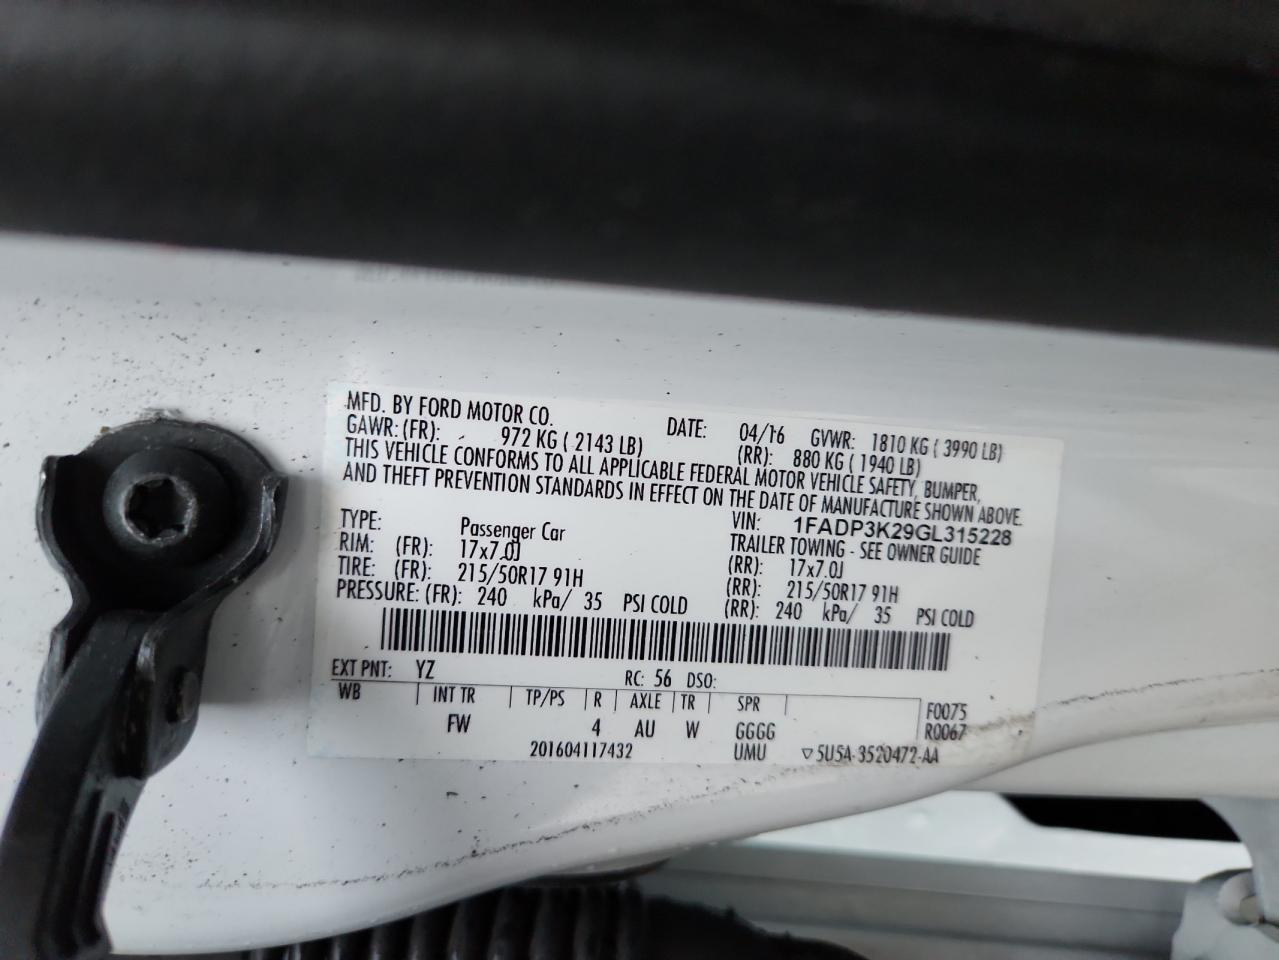 MFD. BY FORD MOTOR CO. DATE: 04/16 GVWR: 1810 KG ( 3990 LB)
GAWR: (FR): 972 KG ( 2143 LB) (RR): 880 KG ( 1940 LB)
THIS VEHICLE CONFORMS TO ALL APPLICABLE FEDERAL MOTOR VEHICLE SAFETY, BUMPER,
AND THEFT PREVENTION STANDARDS IN EFFECT ON THE DATE OF MANUFACTURE SHOWN ABOVE.
VIN: 1FADP3K29GL315228
TYPE: Passenger Car TRAILER TOWING - SEE OWNER GUIDE
RIM: (FR): 17x7.0J (RR): 17x7.0J
TIRE: (FR): 215/50R17 91H (RR): 215/50R17 91H
PRESSURE: (FR): 240 kPa/ 35 PSI COLD (RR): 240 kPa/ 35 PSI COLD
EXT PNT: YZ RC: 56 DSO:
WB INT TR TP/PS R AXLE TR SPR F0075
FW 4 AU W GGGG R0067
201604117432 UMU ▽5U5A-3520472-AA